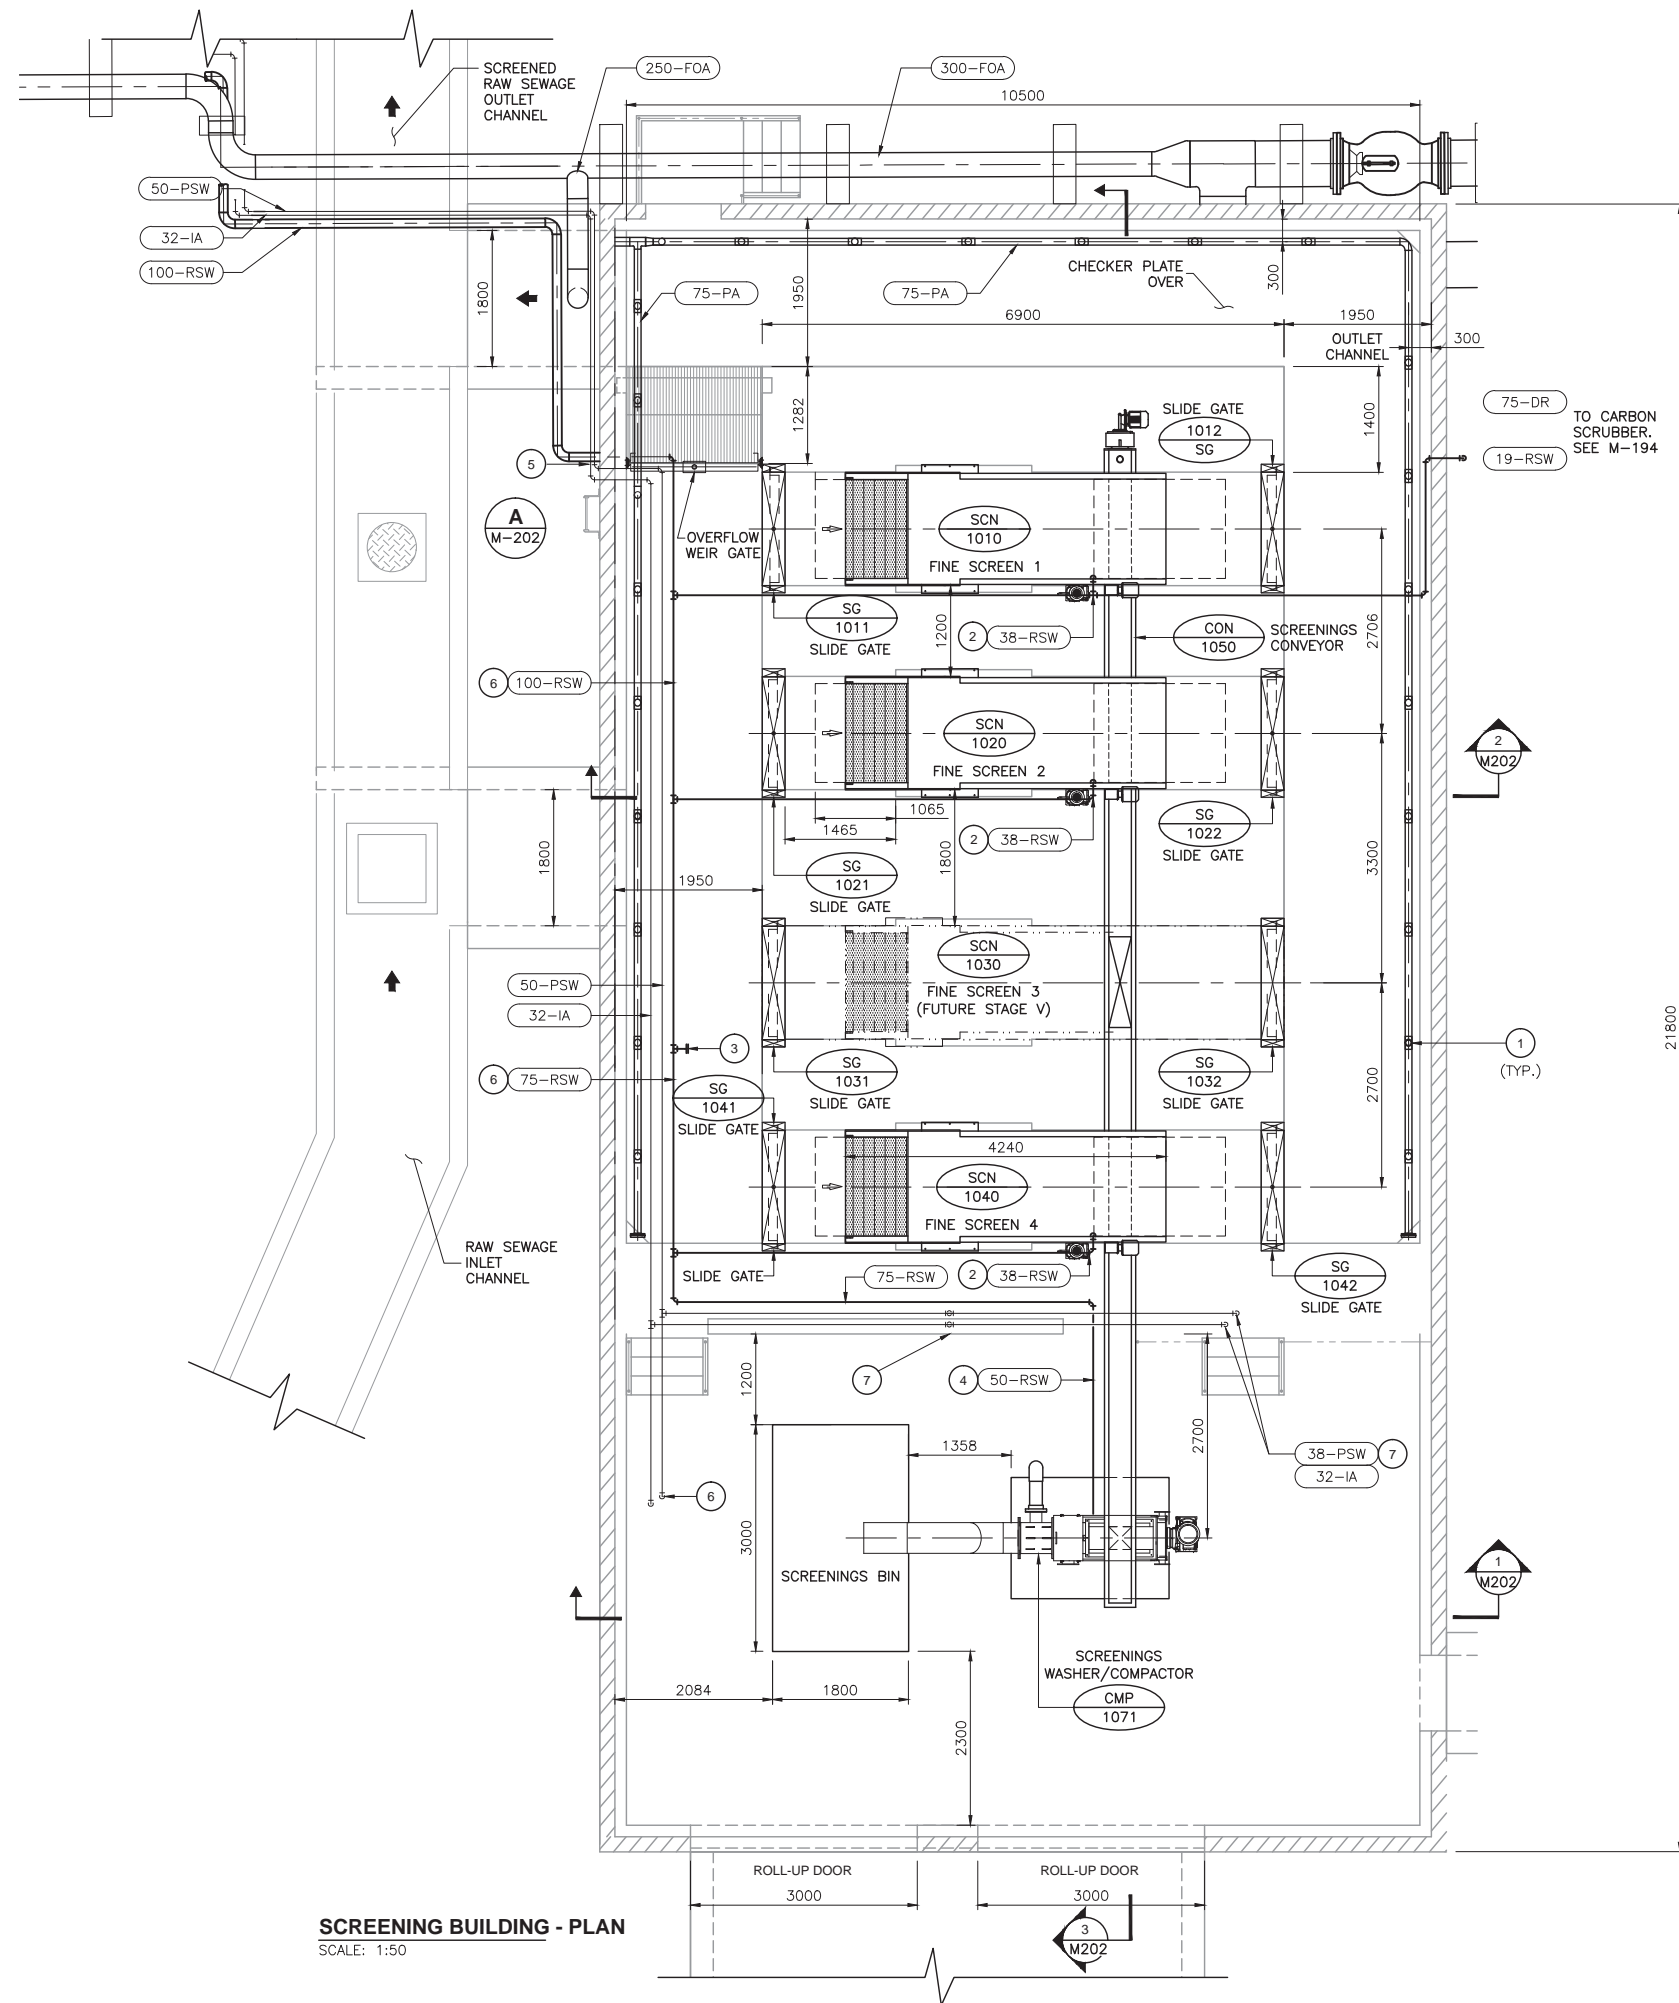 SCREENED
RAW SEWAGE
OUTLET
CHANNEL
250-FOA
300-FOA
10500
50-PSW
32-IA
100-RSW
1800
75-PA
1950
75-PA
CHECKER PLATE
OVER
300
6900
1950
OUTLET
CHANNEL
300
1282
1400
SLIDE GATE
1012
SG
75-DR
TO CARBON
SCRUBBER.
SEE M-194
19-RSW
5
A
M-202
OVERFLOW
WEIR GATE
SCN
1010
FINE SCREEN 1
SG
1011
SLIDE GATE
1200
2
38-RSW
CON
1050
SCREENINGS
CONVEYOR
2706
6
100-RSW
SCN
1020
FINE SCREEN 2
2
M202
1065
1465
2
38-RSW
SG
1022
SLIDE GATE
1800
1800
3300
SG
1021
SLIDE GATE
1950
SCN
1030
FINE SCREEN 3
(FUTURE STAGE V)
50-PSW
32-IA
3
1
(TYP.)
21800
6
75-RSW
SG
1041
SLIDE GATE
SG
1031
SLIDE GATE
SG
1032
SLIDE GATE
2700
4240
SCN
1040
FINE SCREEN 4
RAW SEWAGE
INLET
CHANNEL
SLIDE GATE
75-RSW
2
38-RSW
SG
1042
SLIDE GATE
1200
7
4
50-RSW
2700
1358
38-PSW
7
32-IA
6
3000
SCREENINGS BIN
1
M202
SCREENINGS
WASHER/COMPACTOR
CMP
1071
2084
1800
2300
ROLL-UP DOOR
ROLL-UP DOOR
3000
3000
SCREENING BUILDING - PLAN
SCALE: 1:50
3
M202